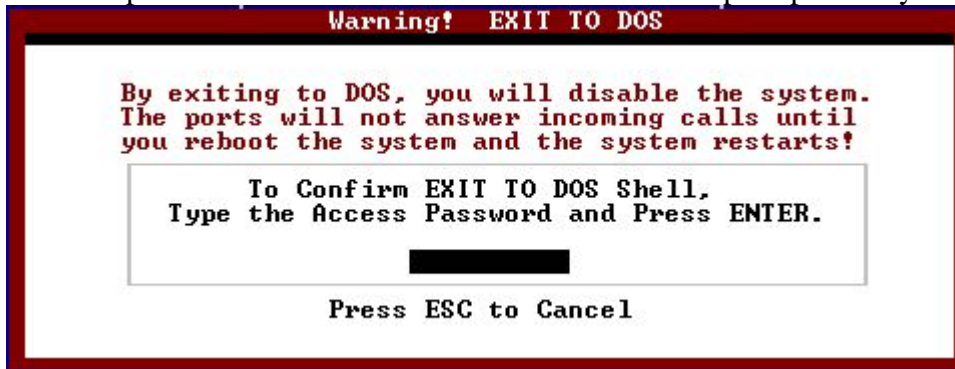 Warning! EXIT TO DOS
By exiting to DOS, you will disable the system.
The ports will not answer incoming calls until
you reboot the system and the system restarts!
To Confirm EXIT TO DOS Shell,
Type the Access Password and Press ENTER.
Press ESC to Cancel